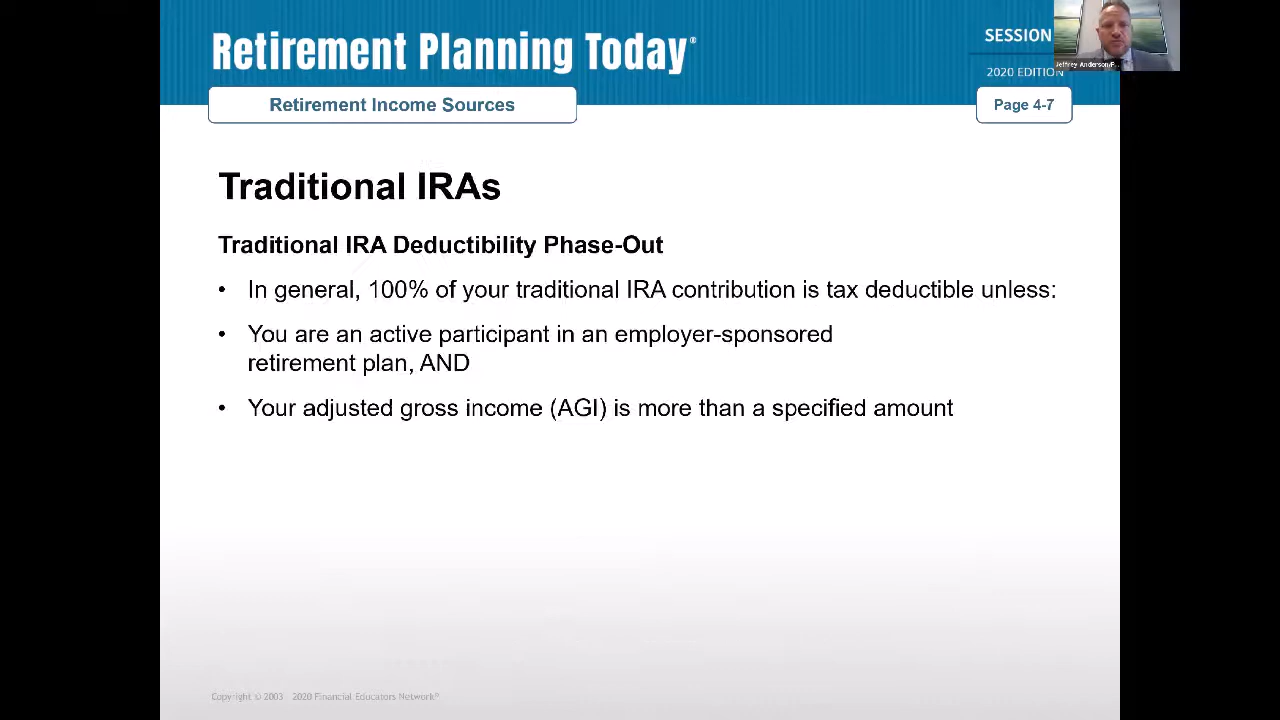 Retirement Planning Today®
SESSION
2020 EDITION
Jeffrey Anderson/
Retirement Income Sources
Page 4-7
Traditional IRAs
Traditional IRA Deductibility Phase-Out
• In general, 100% of your traditional IRA contribution is tax deductible unless:
• You are an active participant in an employer-sponsored
retirement plan, AND
• Your adjusted gross income (AGI) is more than a specified amount
Copyright © 2003 2020 Financial Educators Network®